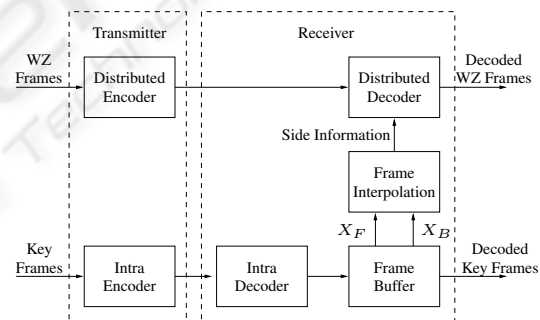 Transmitter
Receiver
WZ
Frames
Distributed
Encoder
Distributed
Decoder
Decoded
WZ Frames
Side Information
Frame
Interpolation
X_F
X_B
Key
Frames
Intra
Encoder
Intra
Decoder
Frame
Buffer
Decoded
Key Frames